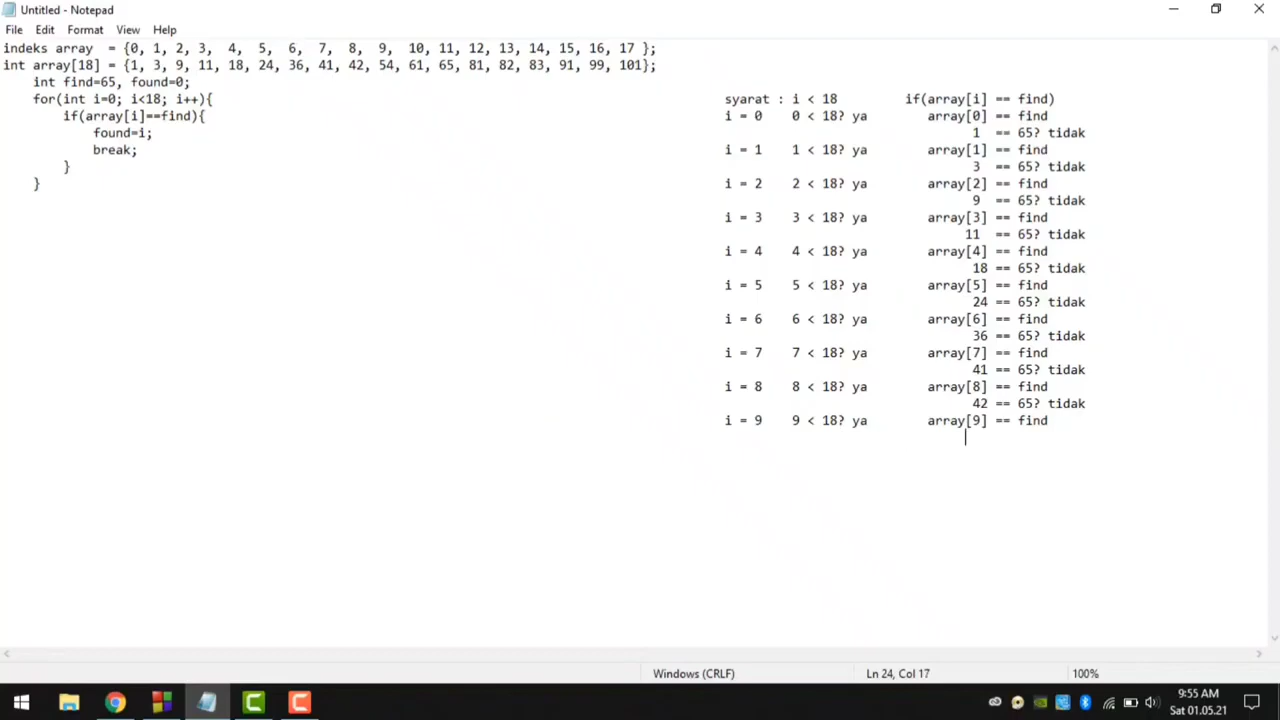 Untitled - Notepad
File Edit Format View Help
indeks array = {0, 1, 2, 3, 4, 5, 6, 7, 8, 9, 10, 11, 12, 13, 14, 15, 16, 17 };
int array[18] = {1, 3, 9, 11, 18, 24, 36, 41, 42, 54, 61, 65, 81, 82, 83, 91, 99, 101};
int find=65, found=0;
for(int i=0; i<18; i++){ syarat : i < 18 if(array[i] == find)
if(array[i]==find){ i = 0 0 < 18? ya array[0] == find
found=i; 1 == 65? tidak
break; i = 1 1 < 18? ya array[1] == find
} 3 == 65? tidak
} i = 2 2 < 18? ya array[2] == find
9 == 65? tidak
i = 3 3 < 18? ya array[3] == find
11 == 65? tidak
i = 4 4 < 18? ya array[4] == find
18 == 65? tidak
i = 5 5 < 18? ya array[5] == find
24 == 65? tidak
i = 6 6 < 18? ya array[6] == find
36 == 65? tidak
i = 7 7 < 18? ya array[7] == find
41 == 65? tidak
i = 8 8 < 18? ya array[8] == find
42 == 65? tidak
i = 9 9 < 18? ya array[9] == find
Windows (CRLF) Ln 24, Col 17 100%
9:55 AM
Sat 01.05.21